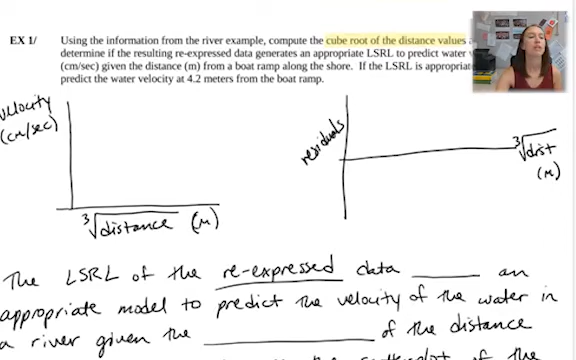 EX 1/ Using the information from the river example, compute the cube root of the distance values
determine if the resulting re-expressed data generates an appropriate LSRL to predict water
(cm/sec) given the distance (m) from a boat ramp along the shore. If the LSRL is appropriate
predict the water velocity at 4.2 meters from the boat ramp.
velocity
(cm/sec)
residuals
∛dist
(m)
∛distance (m)
The LSRL of the re-expressed data ______ an
appropriate model to predict the velocity of the water in
a river given the ____________ of the distance